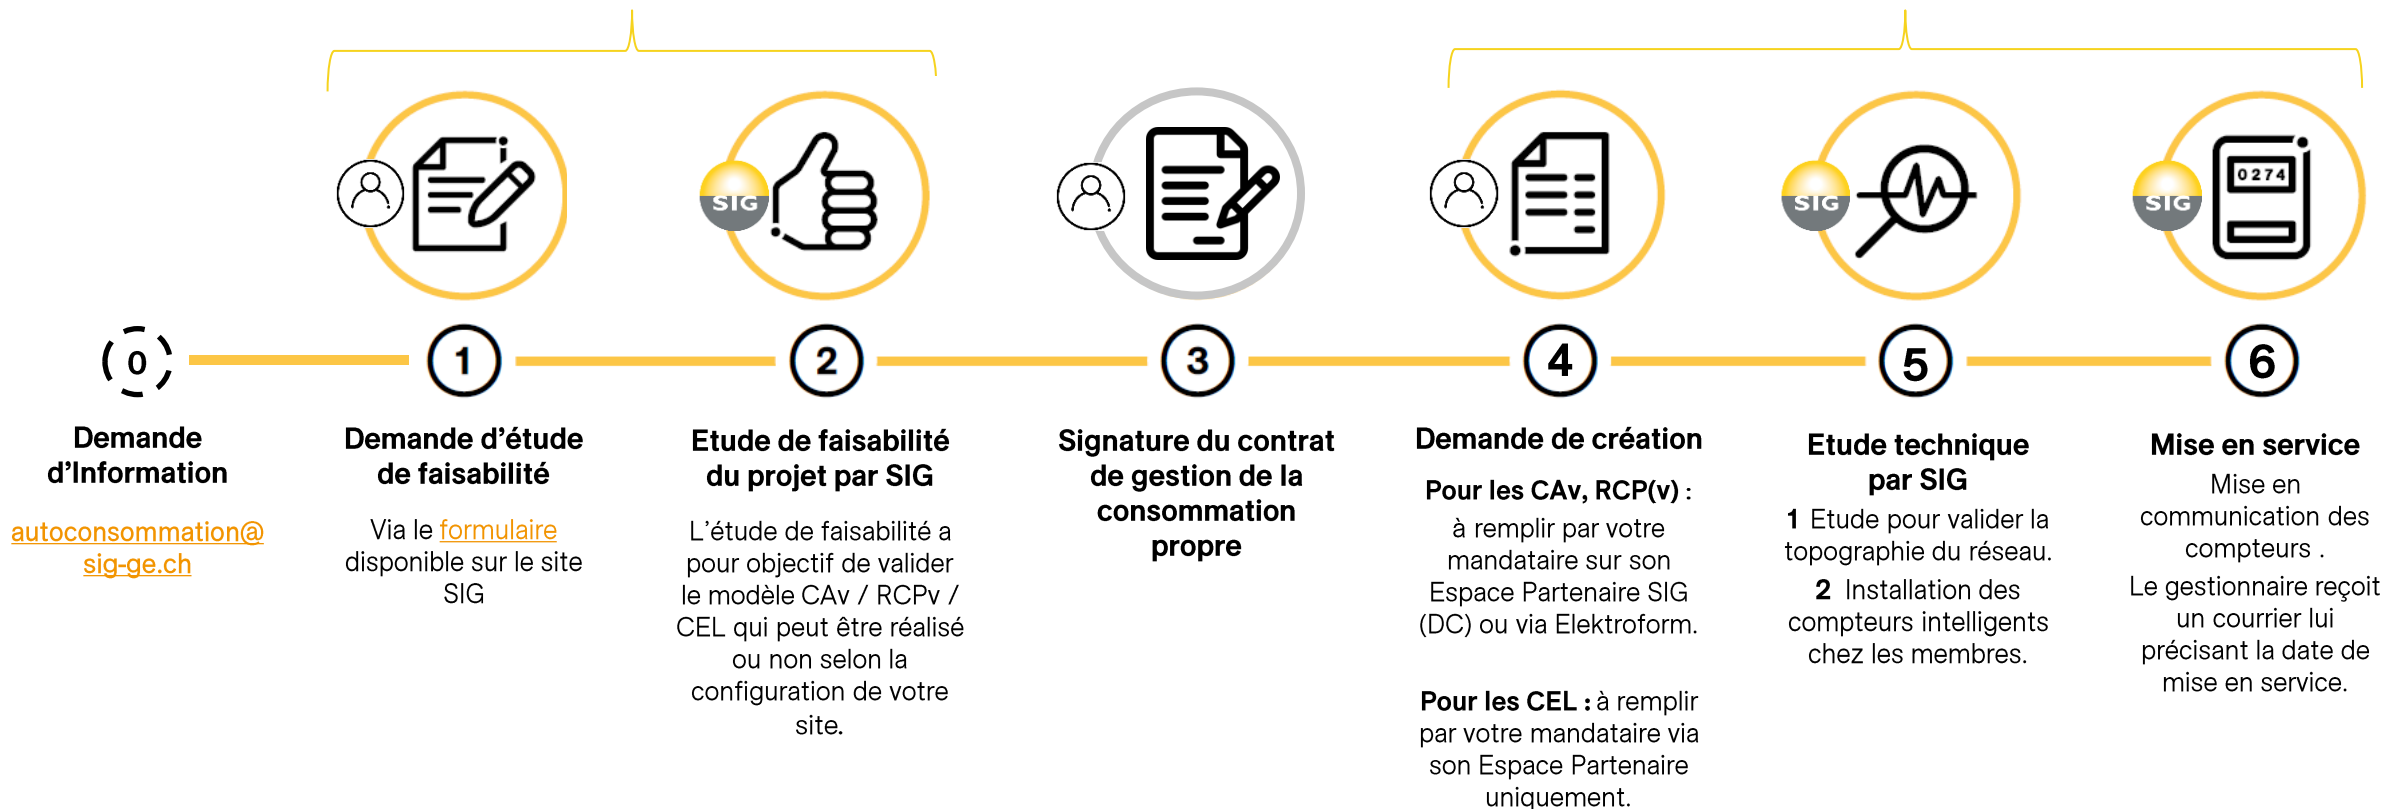 SIG
SIG
0274
SIG
0
1
2
3
4
5
6
Demande
d'Information
autoconsommation@
sig-ge.ch
Demande d'étude
de faisabilité
Via le formulaire
disponible sur le site
SIG
Etude de faisabilité
du projet par SIG
L'étude de faisabilité a
pour objectif de valider
le modèle CAv / RCPv /
CEL qui peut être réalisé
ou non selon la
configuration de votre
site.
Signature du contrat
de gestion de la
consommation
propre
Demande de création
Pour les CAv, RCP(v) :
à remplir par votre
mandataire sur son
Espace Partenaire SIG
(DC) ou via Elektroform.
Pour les CEL : à remplir
par votre mandataire via
son Espace Partenaire
uniquement.
Etude technique
par SIG
1 Etude pour valider la
topographie du réseau.
2 Installation des
compteurs intelligents
chez les membres.
Mise en service
Mise en
communication des
compteurs .
Le gestionnaire reçoit
un courrier lui
précisant la date de
mise en service.